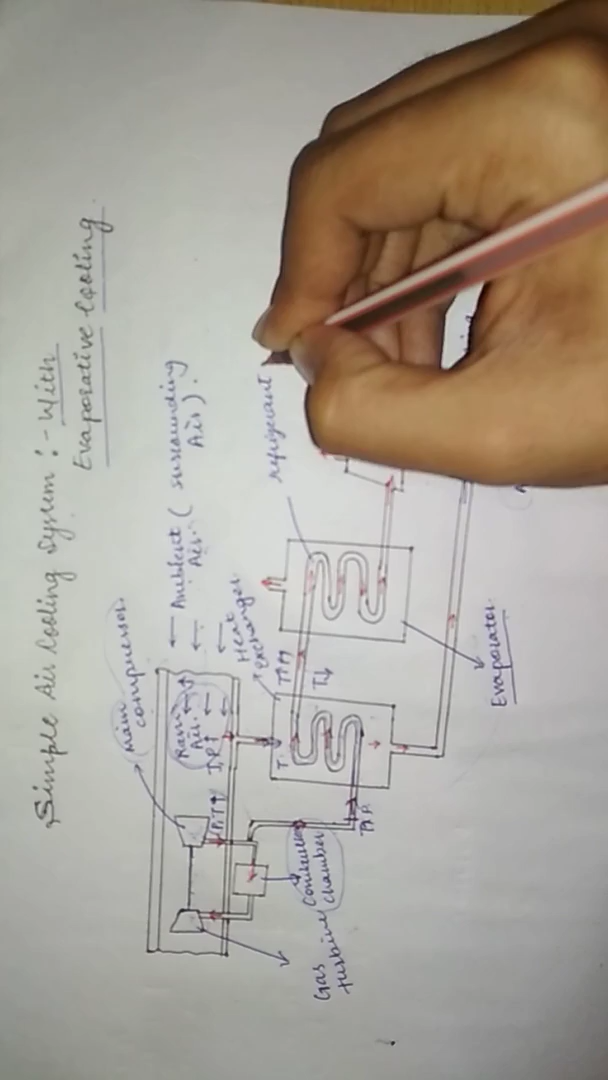 Simple Air Cooling System :- With
Evaporative Cooling
Main
compressor
Ambient ( surrounding
Air. Air).
Ram
Air.
Heat
exchanger
refrigerant
Evaporator
Gas
turbine
Combustion
chamber